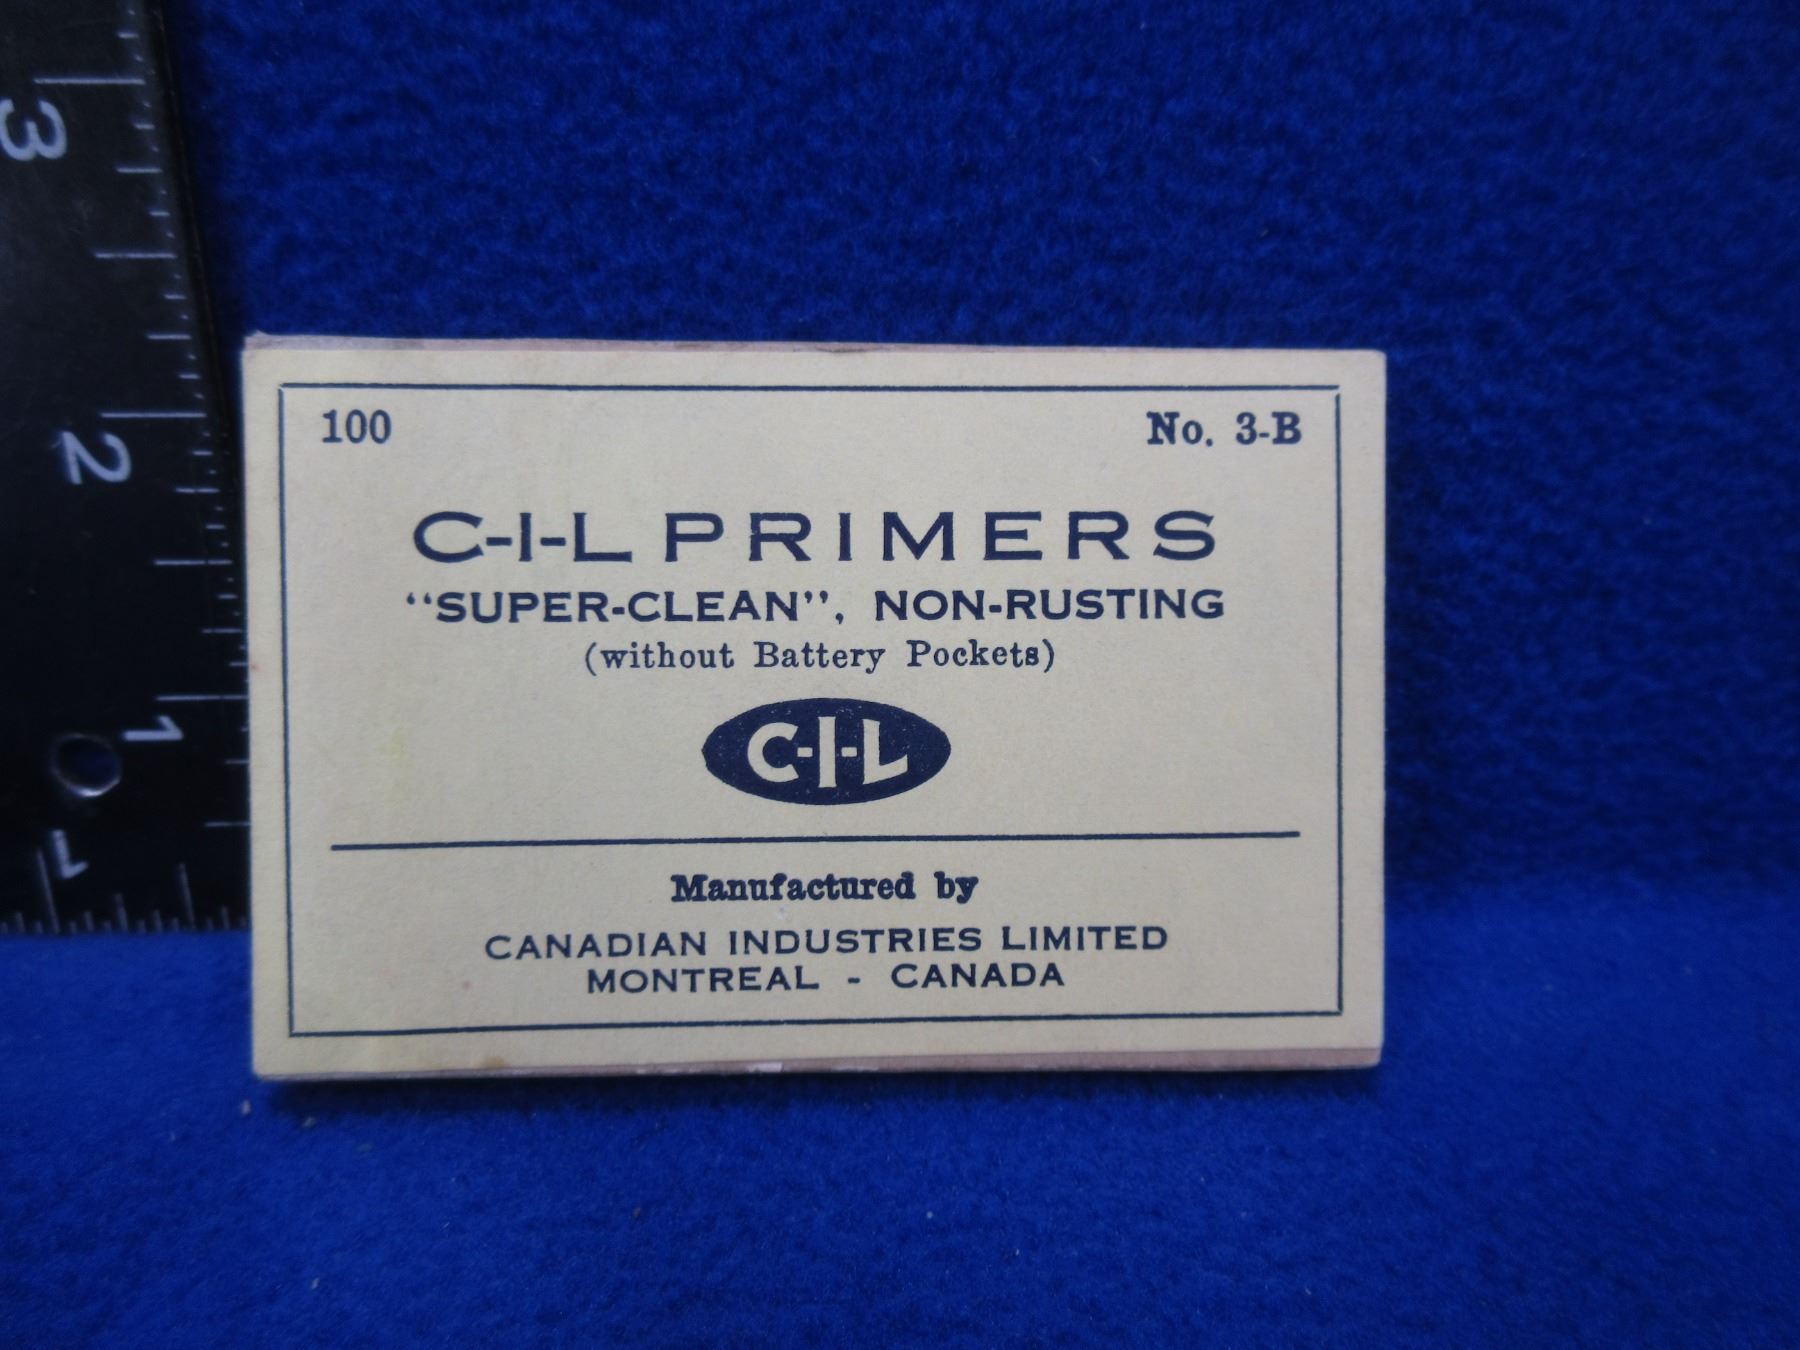 3
2
1
1
100
No. 3-B
C-I-L PRIMERS
“SUPER-CLEAN”, NON-RUSTING
(without Battery Pockets)
C-I-L
Manufactured by
CANADIAN INDUSTRIES LIMITED
MONTREAL - CANADA